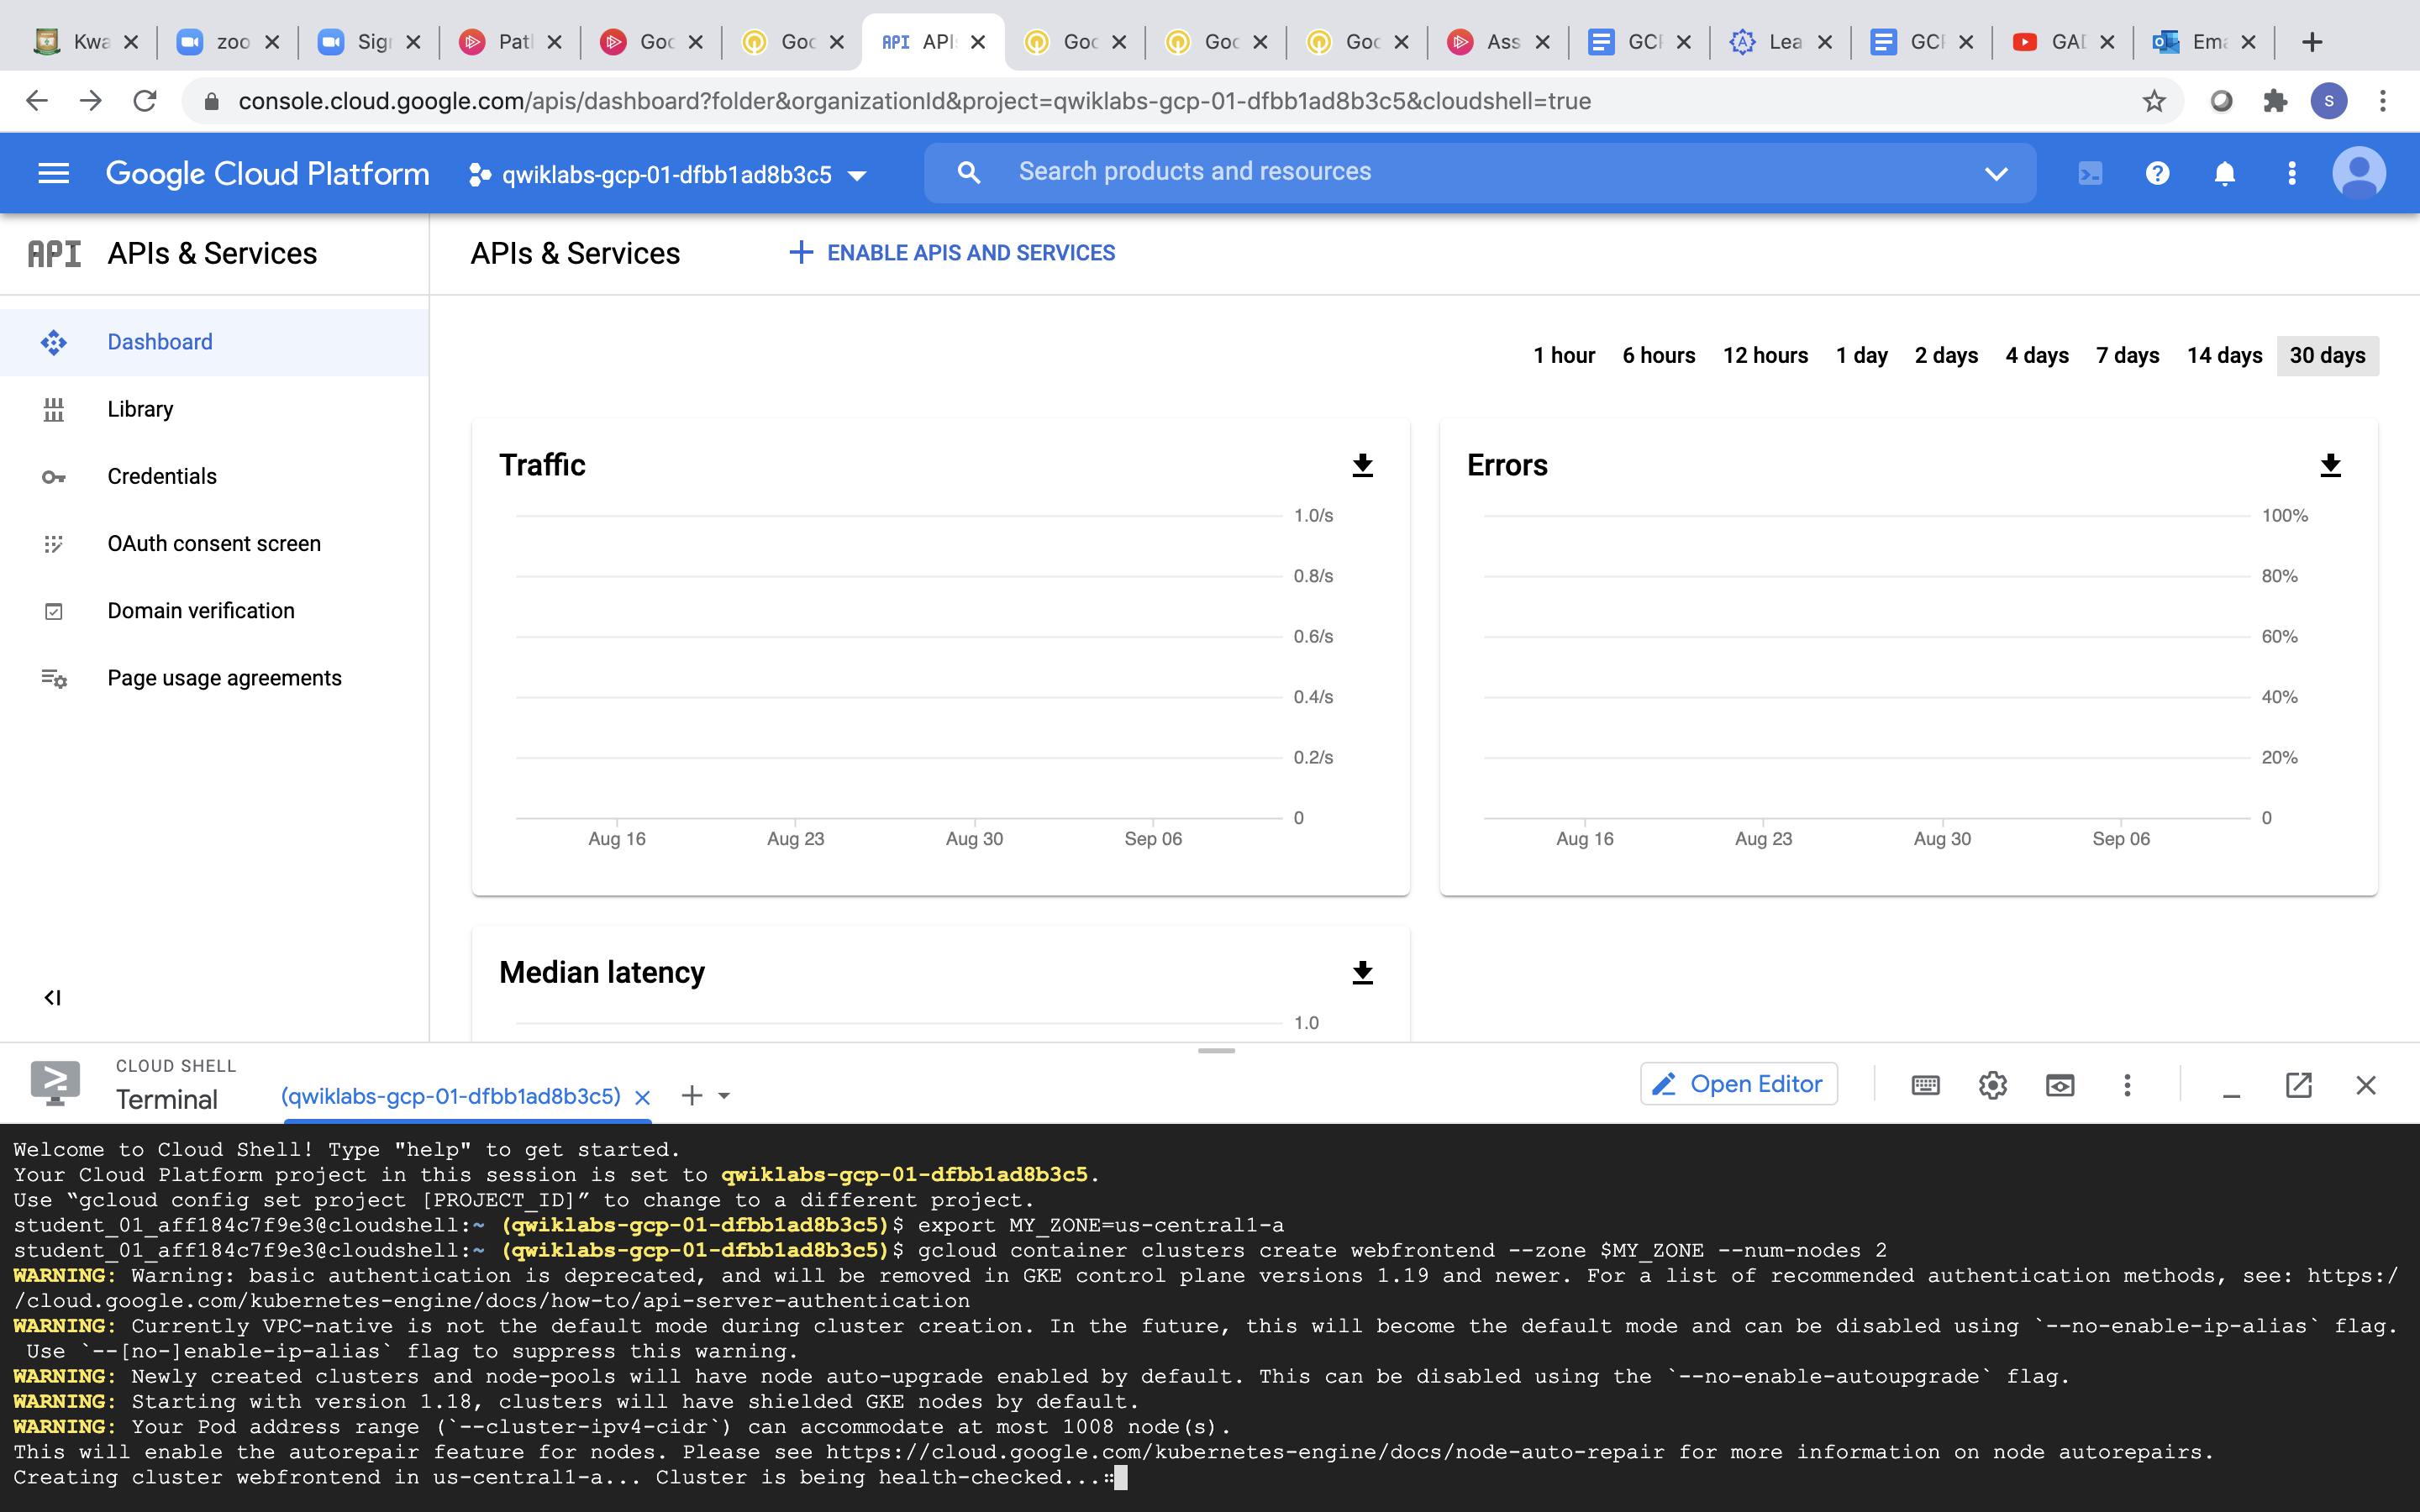 Kwa
zoo
Sig
Pat
Goo
Goo
API API
Goo
Goo
Goo
Ass
GC
Lea
GC
GA
Ema
console.cloud.google.com/apis/dashboard?folder&organizationId&project=qwiklabs-gcp-01-dfbb1ad8b3c5&cloudshell=true
S
Google Cloud Platform
qwiklabs-gcp-01-dfbb1ad8b3c5
Search products and resources
API APIs & Services
APIs & Services
ENABLE APIS AND SERVICES
Dashboard
Library
Credentials
OAuth consent screen
Domain verification
Page usage agreements
1 hour 6 hours 12 hours 1 day 2 days 4 days 7 days 14 days 30 days
Traffic
1.0/s
0.8/s
0.6/s
0.4/s
0.2/s
0
Aug 16 Aug 23 Aug 30 Sep 06
Errors
100%
80%
60%
40%
20%
0
Aug 16 Aug 23 Aug 30 Sep 06
Median latency
1.0
CLOUD SHELL
Terminal
(qwiklabs-gcp-01-dfbb1ad8b3c5)
Open Editor
Welcome to Cloud Shell! Type "help" to get started.
Your Cloud Platform project in this session is set to qwiklabs-gcp-01-dfbb1ad8b3c5.
Use “gcloud config set project [PROJECT_ID]” to change to a different project.
student_01_aff184c7f9e3@cloudshell:~ (qwiklabs-gcp-01-dfbb1ad8b3c5)$ export MY_ZONE=us-central1-a
student_01_aff184c7f9e3@cloudshell:~ (qwiklabs-gcp-01-dfbb1ad8b3c5)$ gcloud container clusters create webfrontend --zone $MY_ZONE --num-nodes 2
WARNING: Warning: basic authentication is deprecated, and will be removed in GKE control plane versions 1.19 and newer. For a list of recommended authentication methods, see: https:/
/cloud.google.com/kubernetes-engine/docs/how-to/api-server-authentication
WARNING: Currently VPC-native is not the default mode during cluster creation. In the future, this will become the default mode and can be disabled using `--no-enable-ip-alias` flag.
Use `--[no-]enable-ip-alias` flag to suppress this warning.
WARNING: Newly created clusters and node-pools will have node auto-upgrade enabled by default. This can be disabled using the `--no-enable-autoupgrade` flag.
WARNING: Starting with version 1.18, clusters will have shielded GKE nodes by default.
WARNING: Your Pod address range (`--cluster-ipv4-cidr`) can accommodate at most 1008 node(s).
This will enable the autorepair feature for nodes. Please see https://cloud.google.com/kubernetes-engine/docs/node-auto-repair for more information on node autorepairs.
Creating cluster webfrontend in us-central1-a... Cluster is being health-checked...